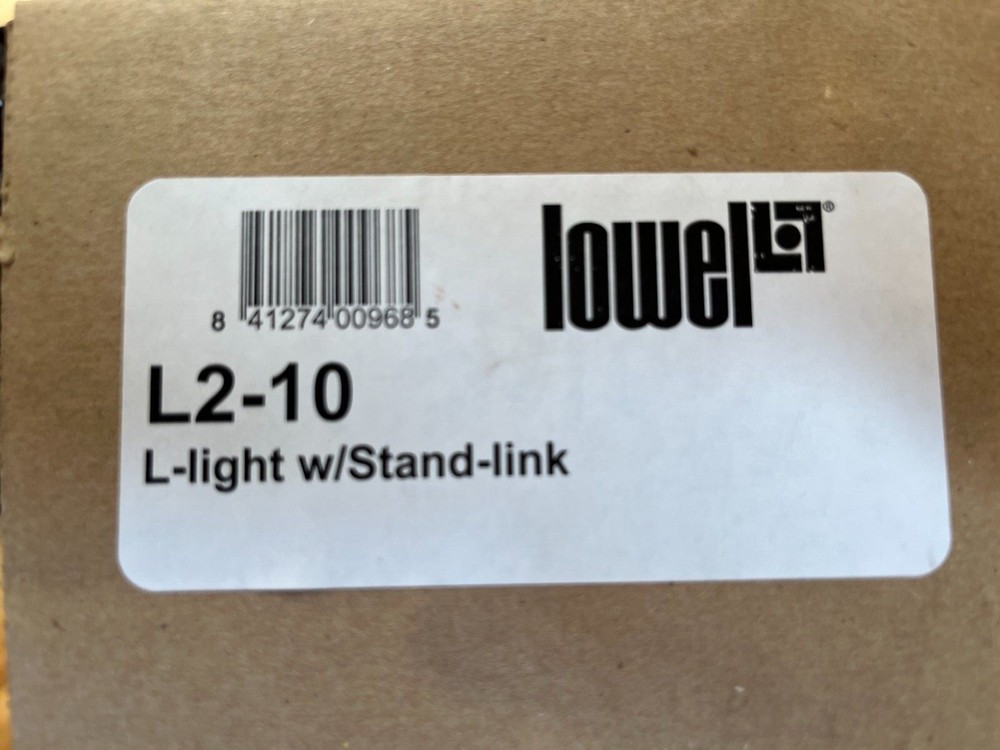 lowel ®
8 41274 00968 5
L2-10
L-light w/Stand-link